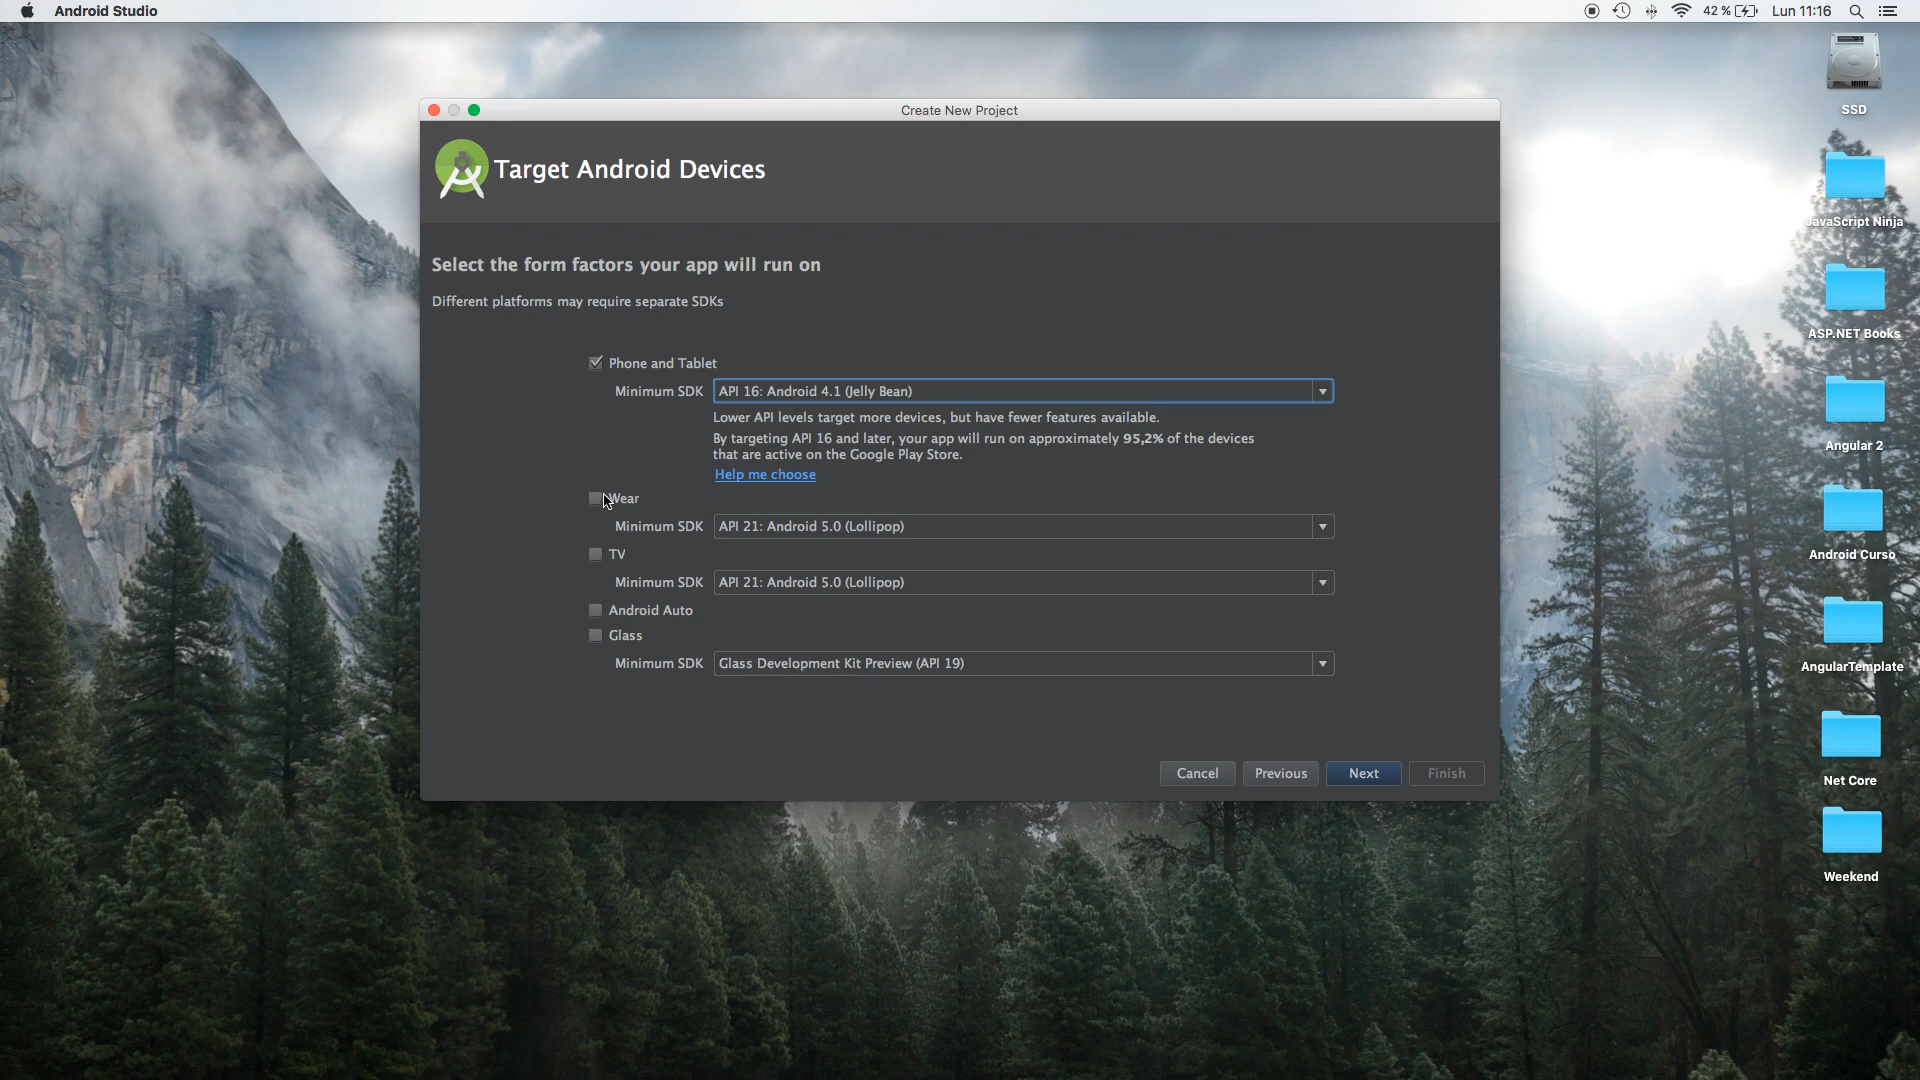 Android Studio
42 %
Lun 11:16
Create New Project
Target Android Devices
Select the form factors your app will run on
Different platforms may require separate SDKs
Phone and Tablet
Minimum SDK API 16: Android 4.1 (Jelly Bean)
Lower API levels target more devices, but have fewer features available.
By targeting API 16 and later, your app will run on approximately 95,2% of the devices
that are active on the Google Play Store.
Help me choose
Wear
Minimum SDK API 21: Android 5.0 (Lollipop)
TV
Minimum SDK API 21: Android 5.0 (Lollipop)
Android Auto
Glass
Minimum SDK Glass Development Kit Preview (API 19)
Cancel Previous Next Finish
SSD
JavaScript Ninja
ASP.NET Books
Angular 2
Android Curso
AngularTemplate
Net Core
Weekend